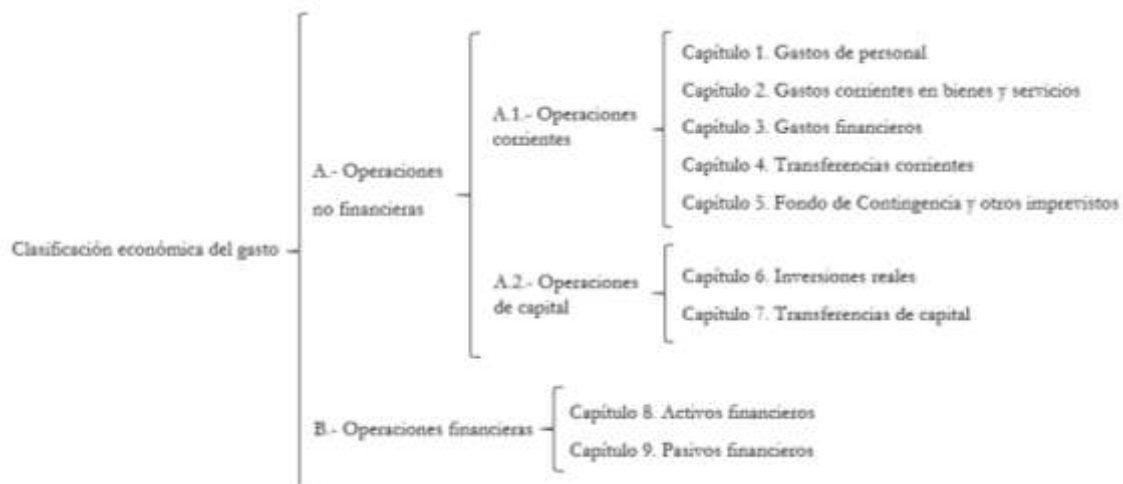 Clasificación económica del gasto
A.- Operaciones
no financieras
A.1.- Operaciones
corrientes
Capítulo 1. Gastos de personal
Capítulo 2. Gastos corrientes en bienes y servicios
Capítulo 3. Gastos financieros
Capítulo 4. Transferencias corrientes
Capítulo 5. Fondo de Contingencia y otros imprevistos
A.2.- Operaciones
de capital
Capítulo 6. Inversiones reales
Capítulo 7. Transferencias de capital
B.- Operaciones financieras
Capítulo 8. Activos financieros
Capítulo 9. Pasivos financieros